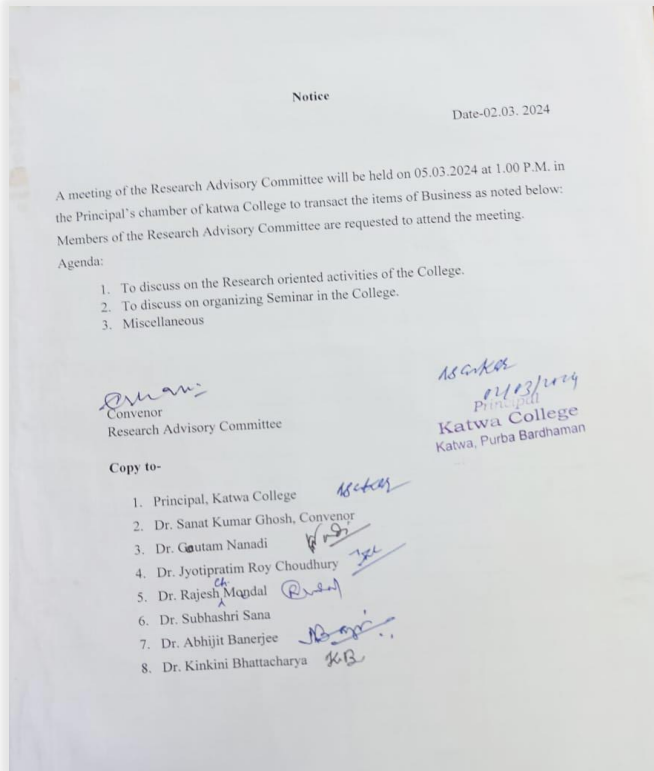 Notice
Date-02.03. 2024
A meeting of the Research Advisory Committee will be held on 05.03.2024 at 1.00 P.M. in
the Principal's chamber of katwa College to transact the items of Business as noted below:
Members of the Research Advisory Committee are requested to attend the meeting.
Agenda:
1. To discuss on the Research oriented activities of the College.
2. To discuss on organizing Seminar in the College.
3. Miscellaneous
02/03/2024
Convenor
Research Advisory Committee
Principal
Katwa College
Katwa, Purba Bardhaman
Copy to-
1. Principal, Katwa College
2. Dr. Sanat Kumar Ghosh, Convenor
3. Dr. Gautam Nanadi
4. Dr. Jyotipratim Roy Choudhury
5. Dr. Rajesh Ch. Mondal
6. Dr. Subhashri Sana
7. Dr. Abhijit Banerjee
8. Dr. Kinkini Bhattacharya KB